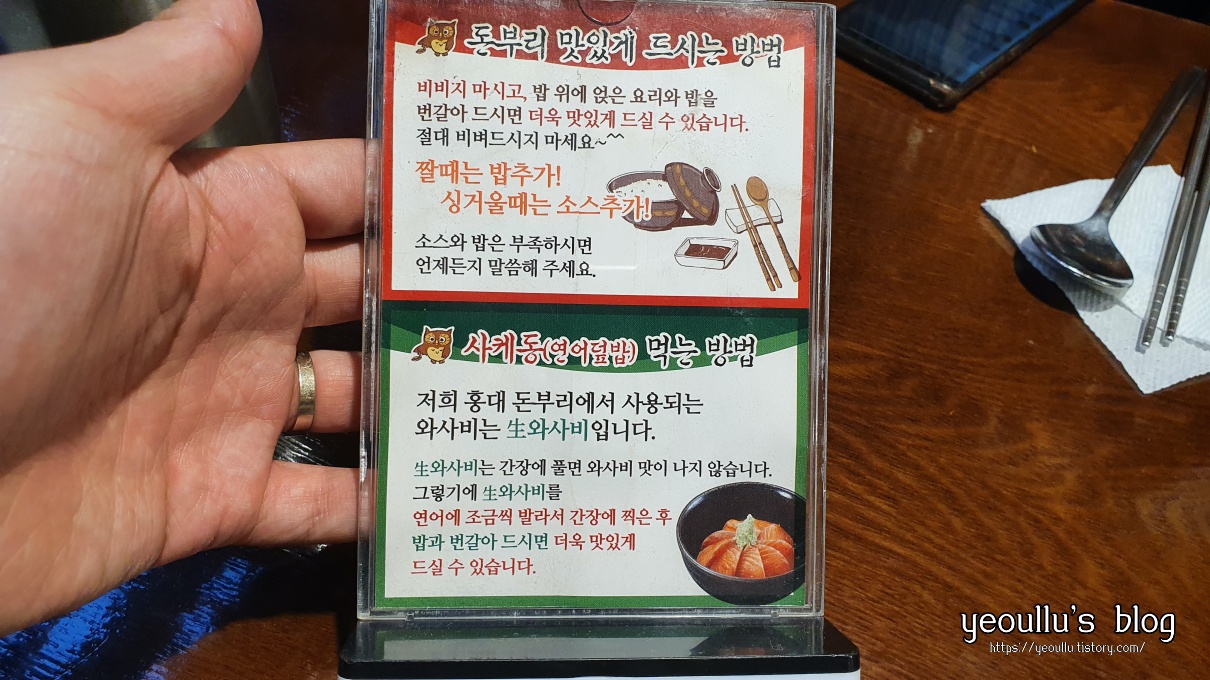 돈부리 맛있게 드시는 방법
비비지 마시고, 밥 위에 얹은 요리와 밥을
번갈아 드시면 더욱 맛있게 드실 수 있습니다.
절대 비벼드시지 마세요~^^
짤때는 밥추가!
싱거울때는 소스추가!
소스와 밥은 부족하시면
언제든지 말씀해 주세요.
사케동(연어덮밥) 먹는 방법
저희 홍대 돈부리에서 사용되는
와사비는 生와사비입니다.
生와사비는 간장에 풀면 와사비 맛이 나지 않습니다.
그렇기에 生와사비를
연어에 조금씩 발라서 간장에 찍은 후
밥과 번갈아 드시면 더욱 맛있게
드실 수 있습니다.
yeoullu's blog
https://yeoullu.tistory.com/